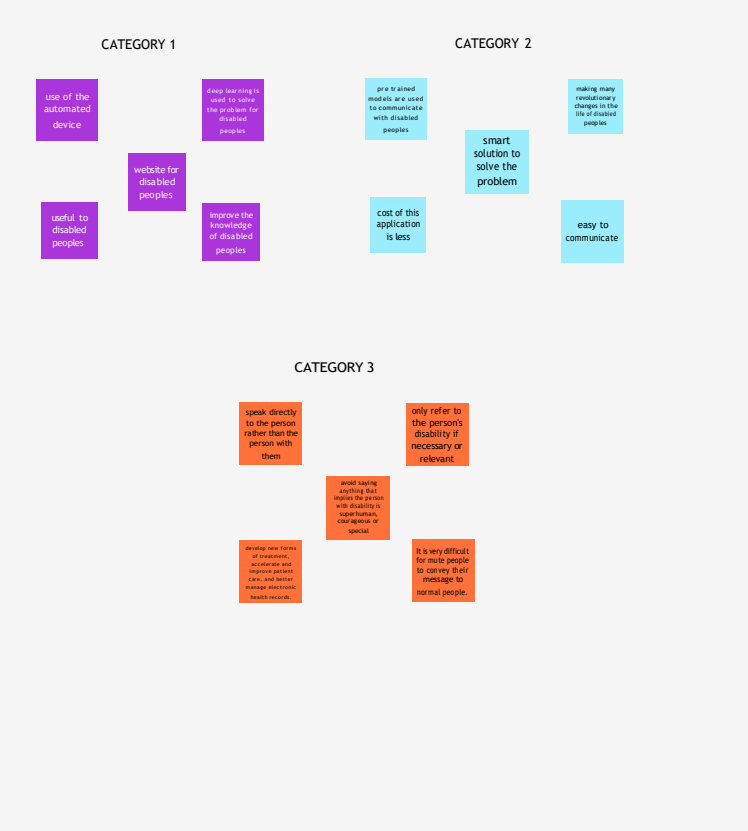 CATEGORY 1
use of the
automated
device
deep learning is
used to solve
the problem for
disabled
peoples
website for
disabled
peoples
useful to
disabled
peoples
improve the
knowledge
of disabled
peoples
CATEGORY 2
pre trained
models are used
to communicate
with disabled
peoples
making many
revolutionary
changes in the
life of disabled
peoples
smart
solution to
solve the
problem
cost of this
application
is less
easy to
communicate
CATEGORY 3
speak directly
to the person
rather than the
person with
them
only refer to
the person's
disability if
necessary or
relevant
avoid saying
anything that
implies the person
with disability is
superhuman,
courageous or
special
develop new forms
of treatment,
accelerate and
improve patient
care, and better
manage electronic
health records.
It is very difficult
for mute people
to convey their
message to
normal people.